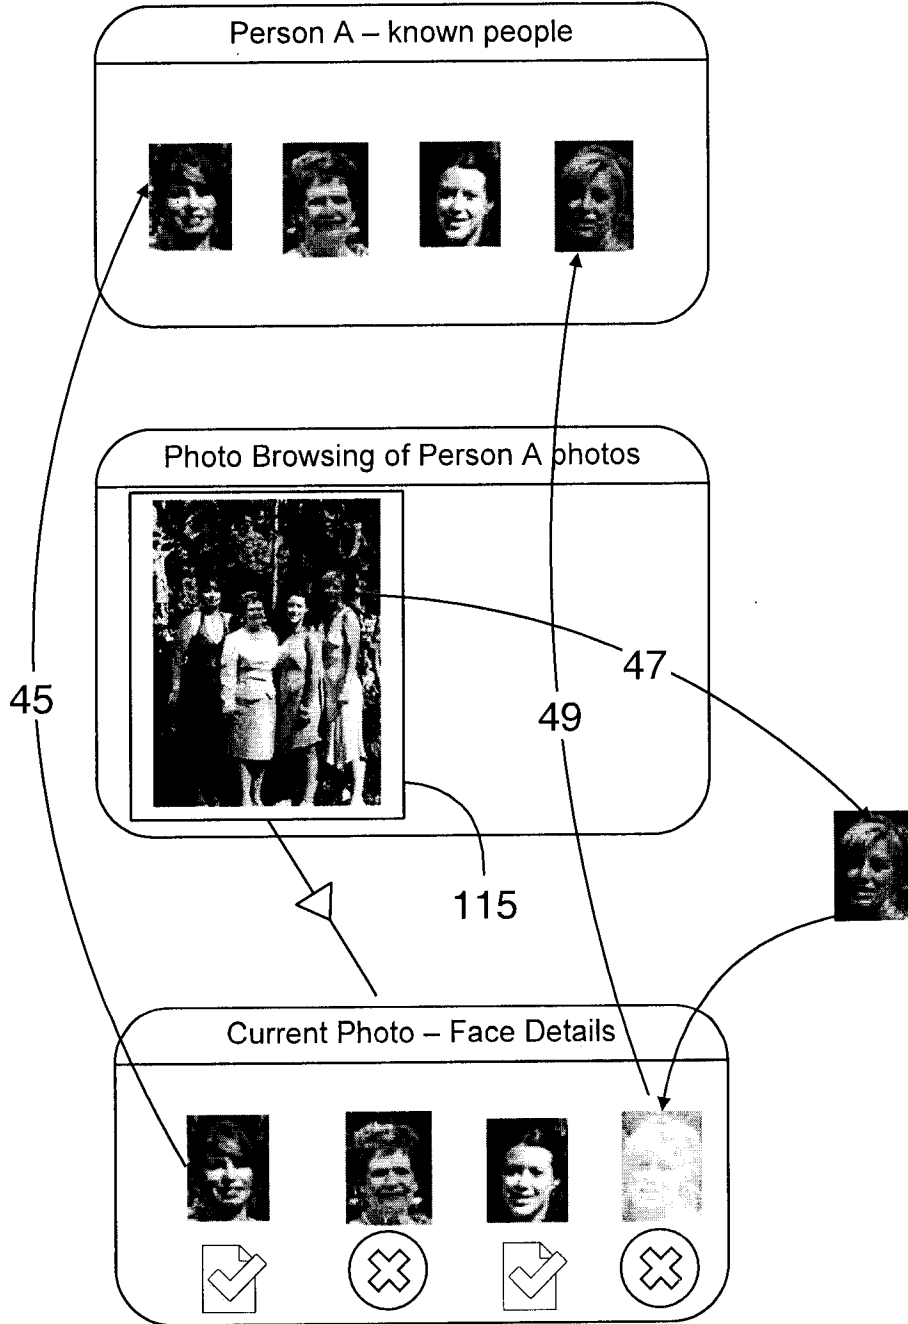 Person A – known people
Photo Browsing of Person A photos
45
47
49
115
Current Photo – Face Details